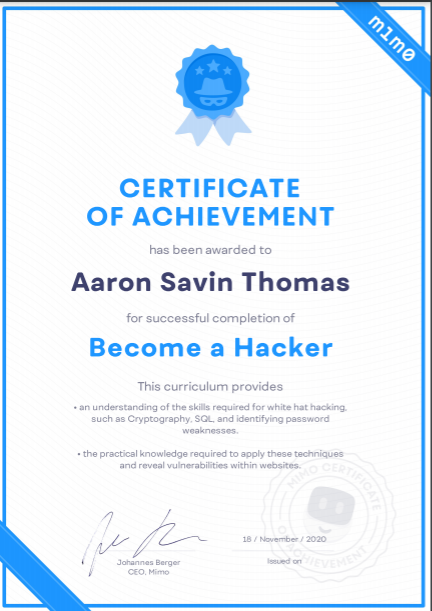 mimo
CERTIFICATE
OF ACHIEVEMENT
has been awarded to
Aaron Savin Thomas
for successful completion of
Become a Hacker
This curriculum provides
• an understanding of the skills required for white hat hacking,
such as Cryptography, SQL, and identifying password
weaknesses.
• the practical knowledge required to apply these techniques
and reveal vulnerabilities within websites.
MIMO CERTIFICATE
OF ACHIEVEMENT
18 / November / 2020
Johannes Berger
Issued on
CEO, Mimo